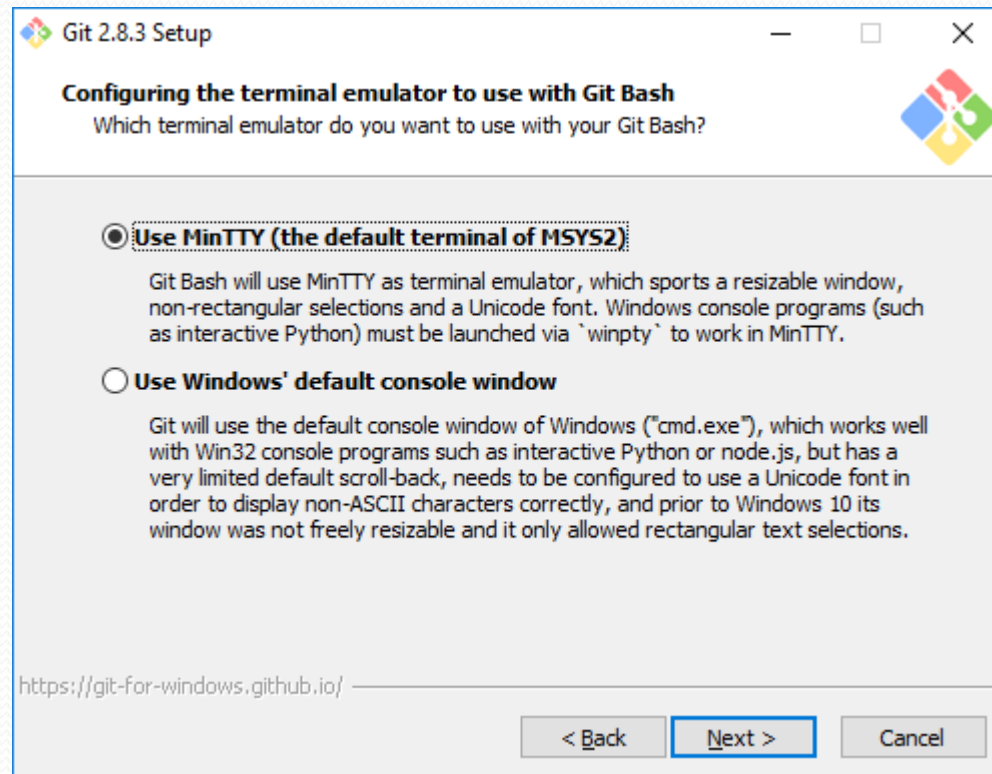 Git 2.8.3 Setup
Configuring the terminal emulator to use with Git Bash
Which terminal emulator do you want to use with your Git Bash?
Use MinTTY (the default terminal of MSYS2)
Git Bash will use MinTTY as terminal emulator, which sports a resizable window,
non-rectangular selections and a Unicode font. Windows console programs (such
as interactive Python) must be launched via `winpty` to work in MinTTY.
Use Windows' default console window
Git will use the default console window of Windows ("cmd.exe"), which works well
with Win32 console programs such as interactive Python or node.js, but has a
very limited default scroll-back, needs to be configured to use a Unicode font in
order to display non-ASCII characters correctly, and prior to Windows 10 its
window was not freely resizable and it only allowed rectangular text selections.
https://git-for-windows.github.io/
< Back Next > Cancel